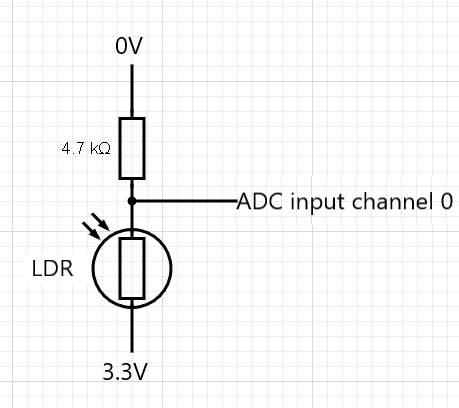 0V
4.7 kΩ
ADC input channel 0
LDR
3.3V